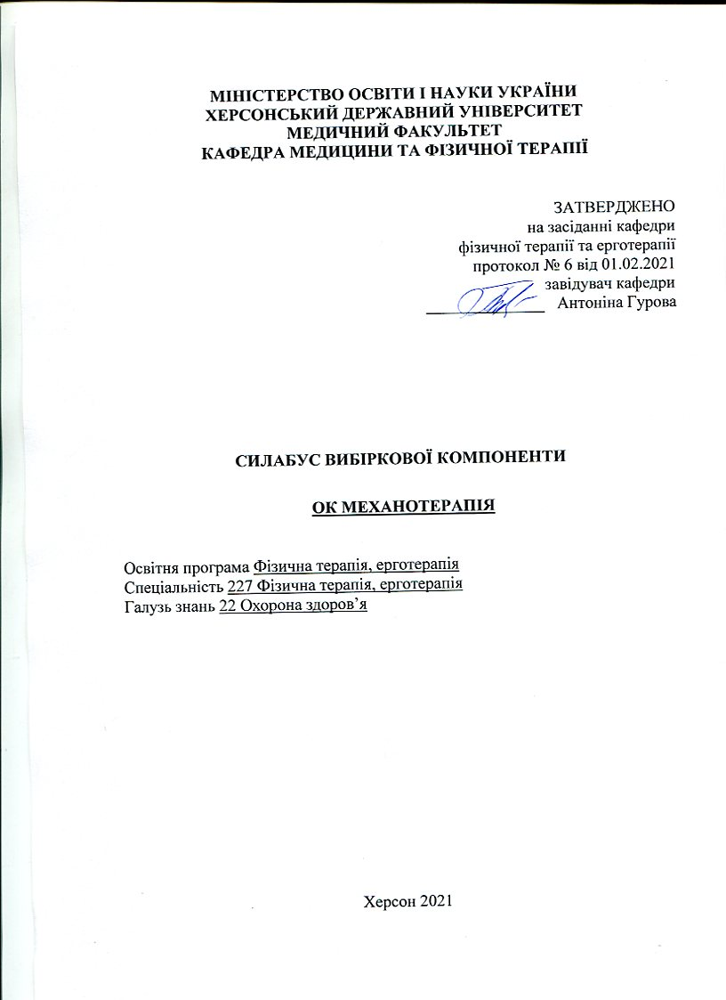 МІНІСТЕРСТВО ОСВІТИ І НАУКИ УКРАЇНИ
ХЕРСОНСЬКИЙ ДЕРЖАВНИЙ УНІВЕРСИТЕТ
МЕДИЧНИЙ ФАКУЛЬТЕТ
КАФЕДРА МЕДИЦИНИ ТА ФІЗИЧНОЇ ТЕРАПІЇ
ЗАТВЕРДЖЕНО
на засіданні кафедри
фізичної терапії та ерготерапії
протокол № 6 від 01.02.2021
завідувач кафедри
Антоніна Гурова
СИЛАБУС ВИБІРКОВОЇ КОМПОНЕНТИ
ОК МЕХАНОТЕРАПІЯ
Освітня програма Фізична терапія, ерготерапія
Спеціальність 227 Фізична терапія, ерготерапія
Галузь знань 22 Охорона здоров’я
Херсон 2021